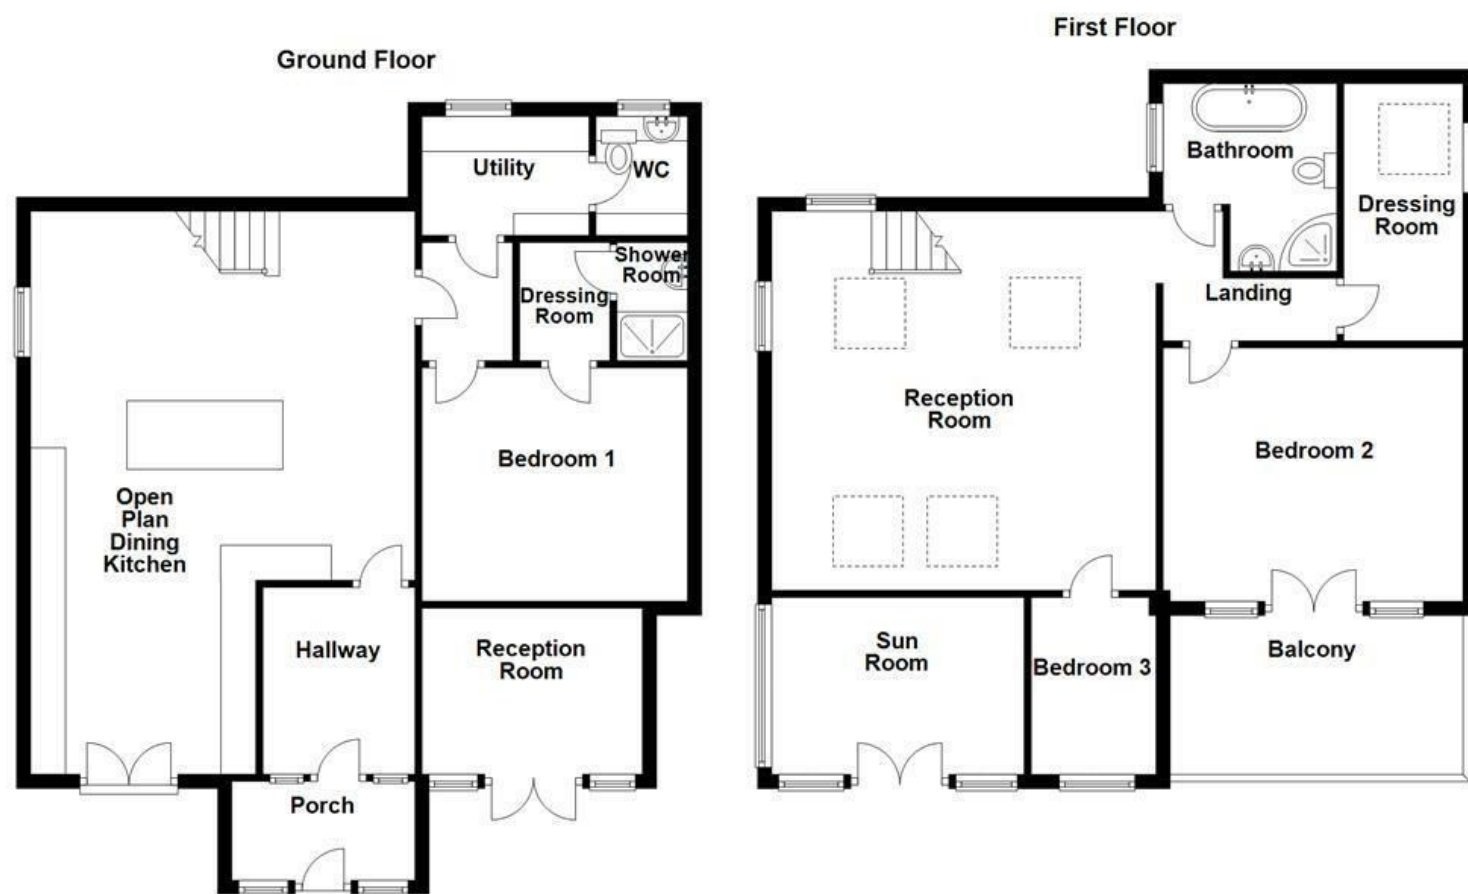 Ground Floor
Utility
WC
Shower
Room
Dressing
Room
Bedroom 1
Open
Plan
Dining
Kitchen
Hallway
Reception
Room
Porch
First Floor
Bathroom
Dressing
Room
Landing
Reception
Room
Bedroom 2
Sun
Room
Bedroom 3
Balcony